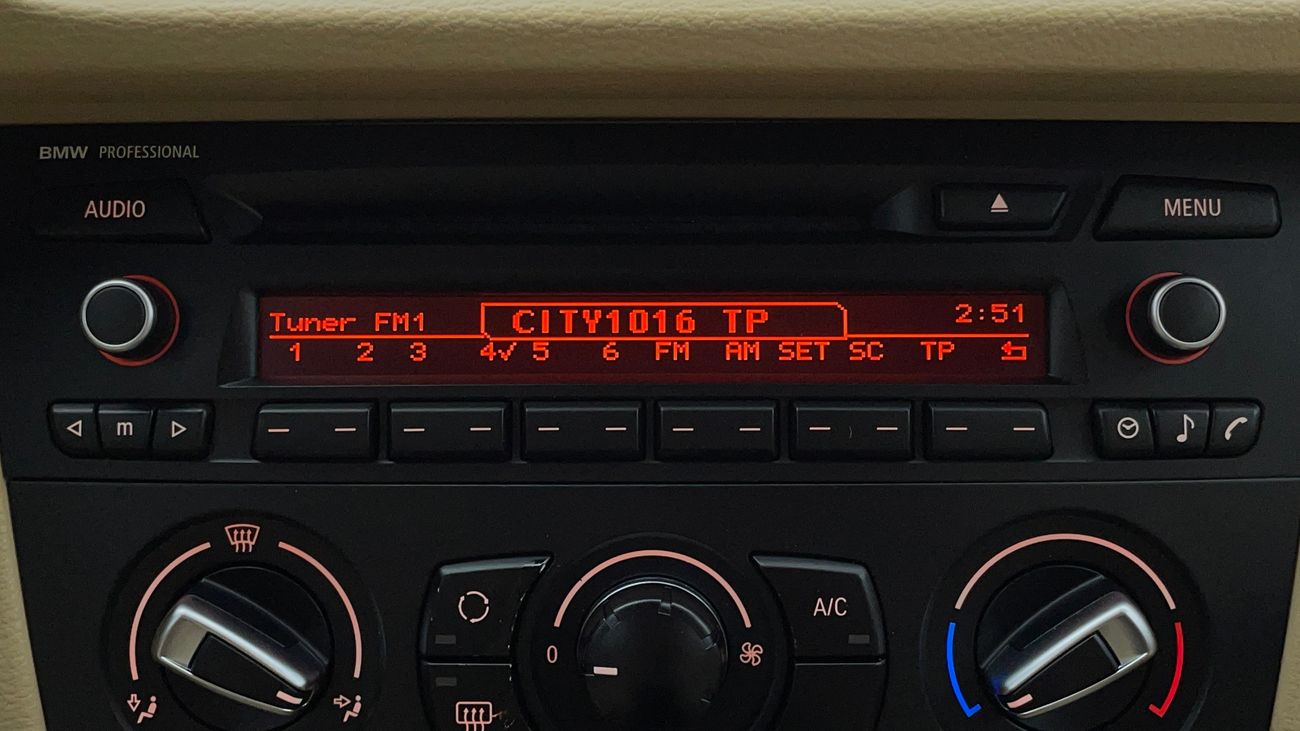 BMW PROFESSIONAL
AUDIO
MENU
Tuner FM1
CITY1016 TP
2:51
1 2 3 4✓ 5 6 FM AM SET SC TP
m
A/C
0